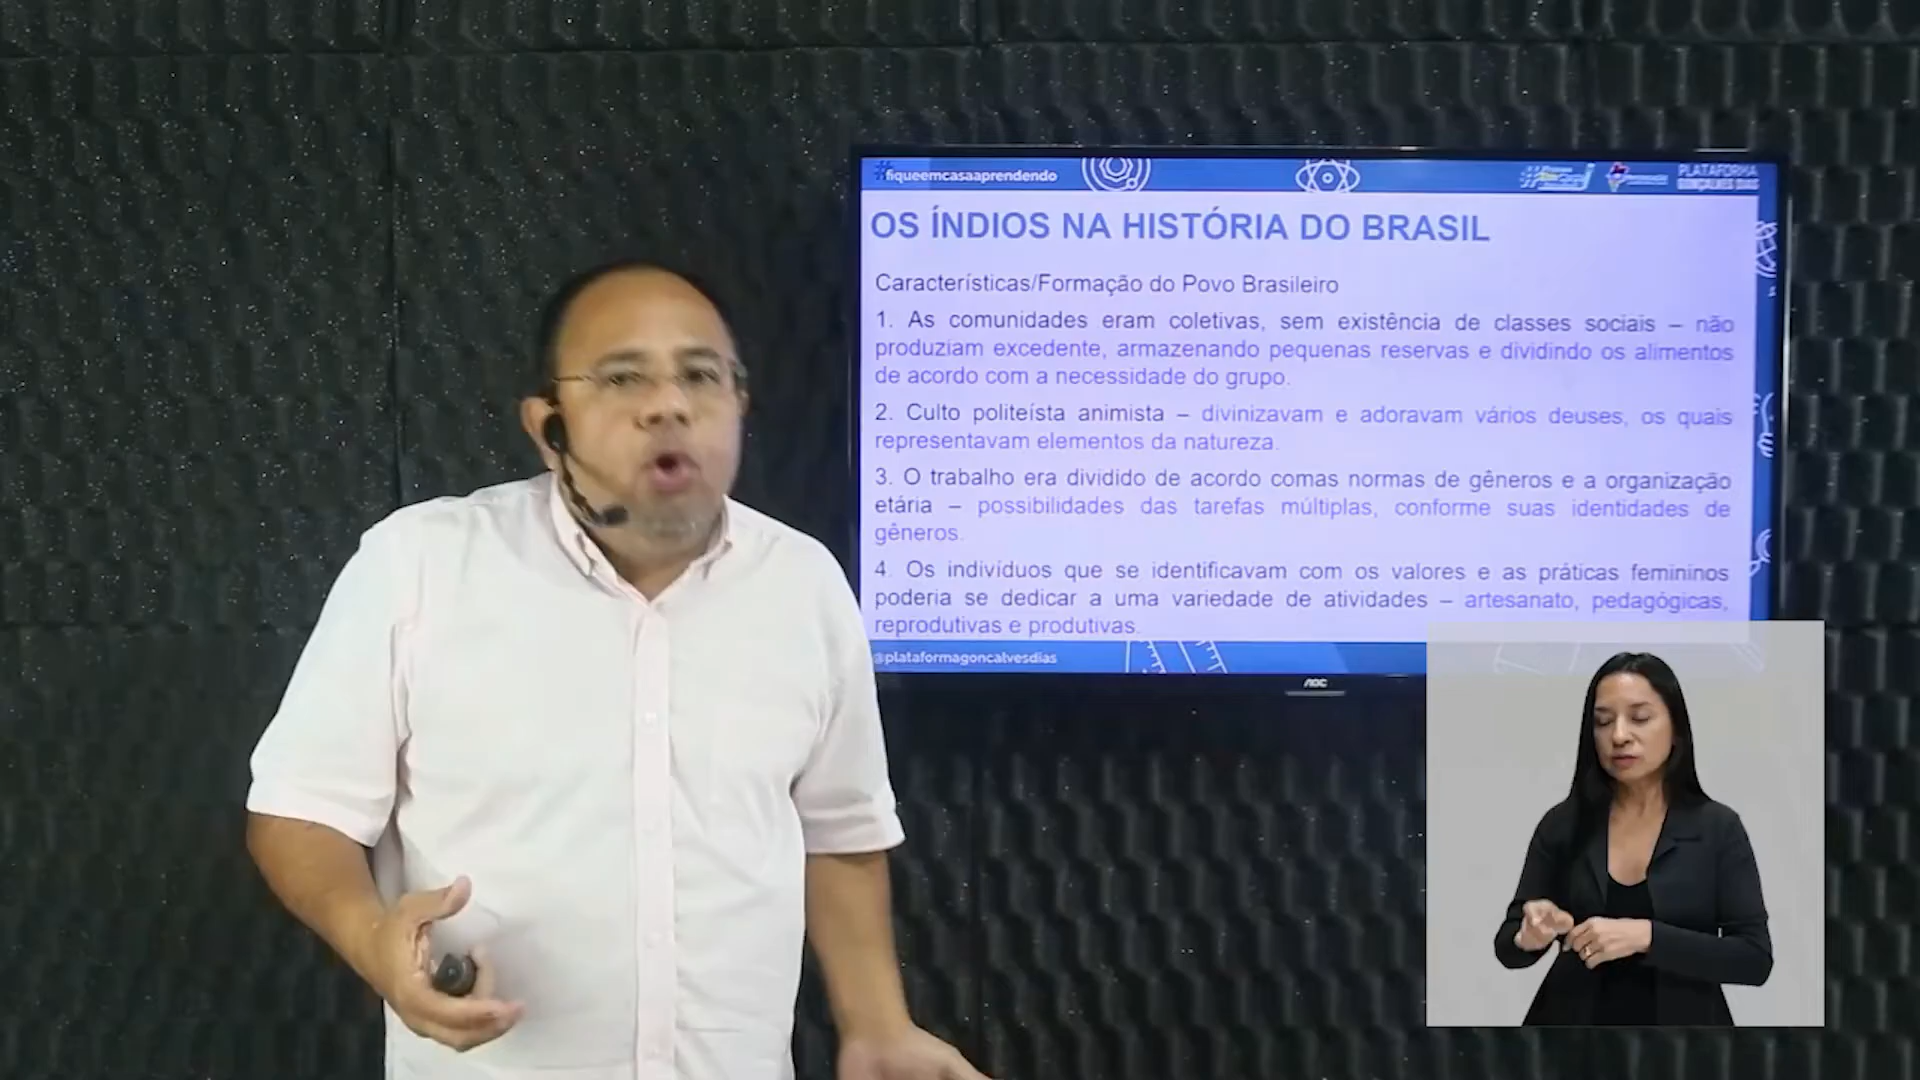 #fiqueemcasaaprendendo
PLATAFORMA
GONÇALVES DIAS
OS ÍNDIOS NA HISTÓRIA DO BRASIL
Características/Formação do Povo Brasileiro
1. As comunidades eram coletivas, sem existência de classes sociais – não
produziam excedente, armazenando pequenas reservas e dividindo os alimentos
de acordo com a necessidade do grupo.
2. Culto politeísta animista – divinizavam e adoravam vários deuses, os quais
representavam elementos da natureza.
3. O trabalho era dividido de acordo comas normas de gêneros e a organização
etária – possibilidades das tarefas múltiplas, conforme suas identidades de
gêneros.
4. Os indivíduos que se identificavam com os valores e as práticas femininos
poderia se dedicar a uma variedade de atividades – artesanato, pedagógicas,
reprodutivas e produtivas.
@plataformagoncalvesdias
AOC